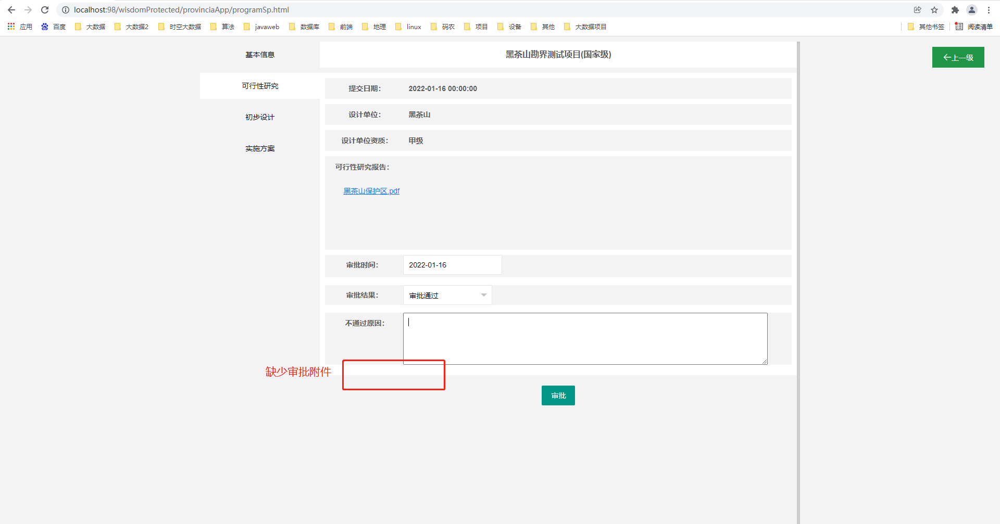 localhost:98/wisdomProtected/provinciaApp/programSp.html
应用 百度 大数据 大数据2 时空大数据 算法 javaweb 数据库 前端 地理 linux 码农 项目 设备 其他 大数据项目 其他书签 阅读清单
基本信息
黑茶山勘界测试项目(国家级)
上一级
可行性研究
提交日期： 2022-01-16 00:00:00
初步设计
设计单位： 黑茶山
设计单位资质： 甲级
实施方案
可行性研究报告：
黑茶山保护区.pdf
审批时间： 2022-01-16
审批结果： 审批通过
不通过原因：
缺少审批附件
审批